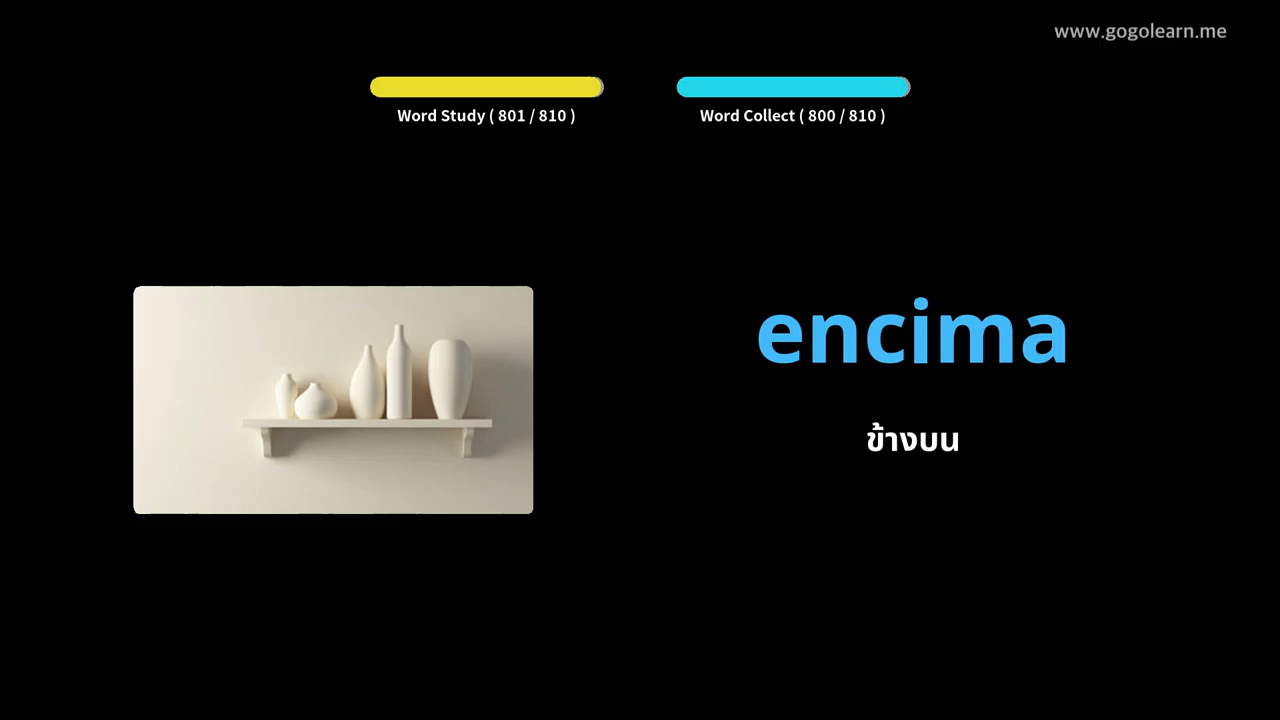 www.gogolearn.me
Word Study ( 801 / 810 )
Word Collect ( 800 / 810 )
encima
ข้างบน